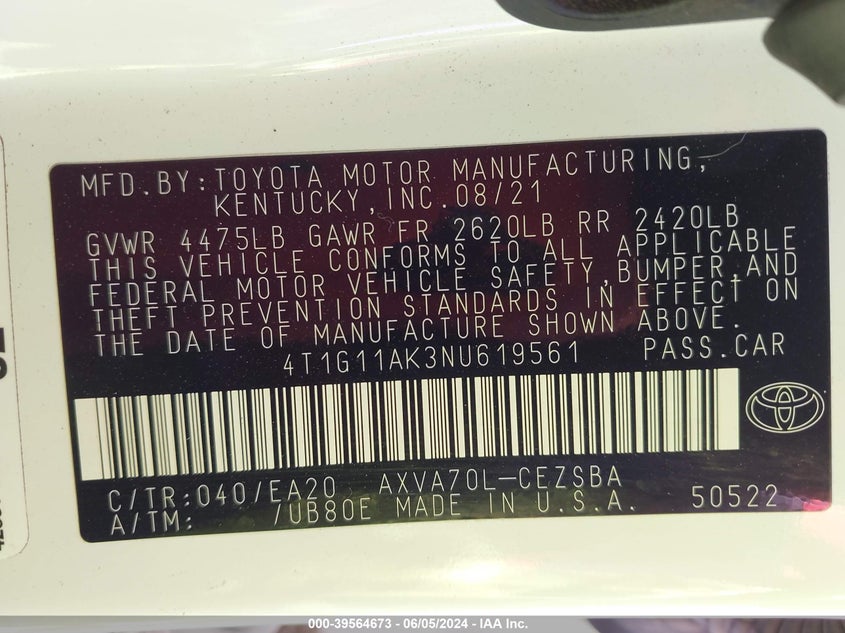 MFD.BY:TOYOTA MOTOR MANUFACTURING,
KENTUCKY,INC.08/21
GVWR 4475LB GAWR FR 2620LB RR 2420LB
THIS VEHICLE CONFORMS TO ALL APPLICABLE
FEDERAL MOTOR VEHICLE SAFETY,BUMPER,AND
THEFT PREVENTION STANDARDS IN EFFECT ON
THE DATE OF MANUFACTURE SHOWN ABOVE.
4T1G11AK3NU619561 PASS.CAR
C/TR:040/EA20 AXVA70L-CEZSBA
A/TM: /UB80E MADE IN U.S.A. 50522
000-39564673 - 06/05/2024 - IAA Inc.